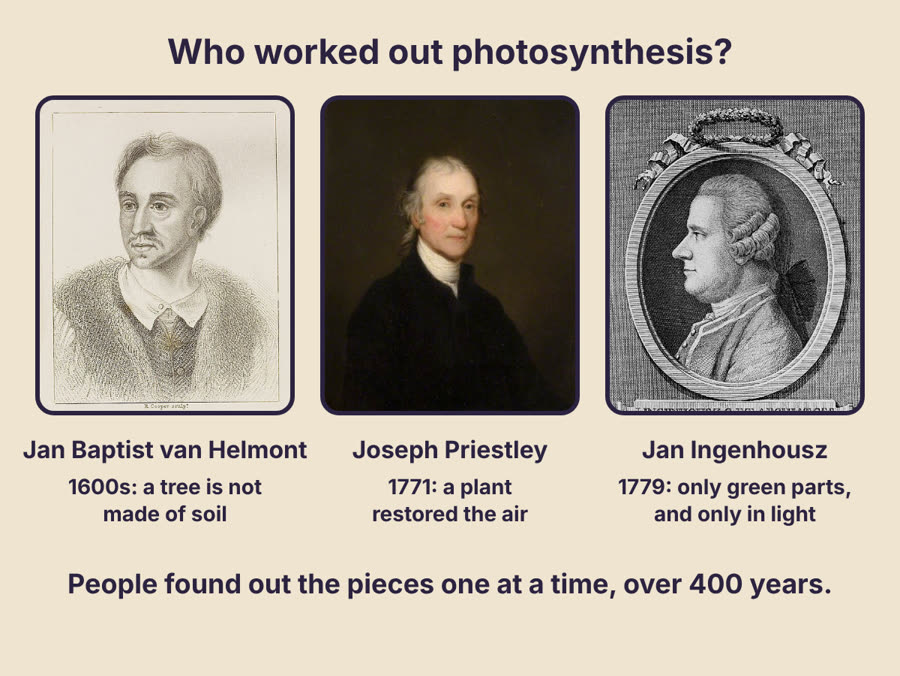 Who worked out photosynthesis?
Jan Baptist van Helmont
1600s: a tree is not
made of soil
Joseph Priestley
1771: a plant
restored the air
Jan Ingenhousz
1779: only green parts,
and only in light
People found out the pieces one at a time, over 400 years.